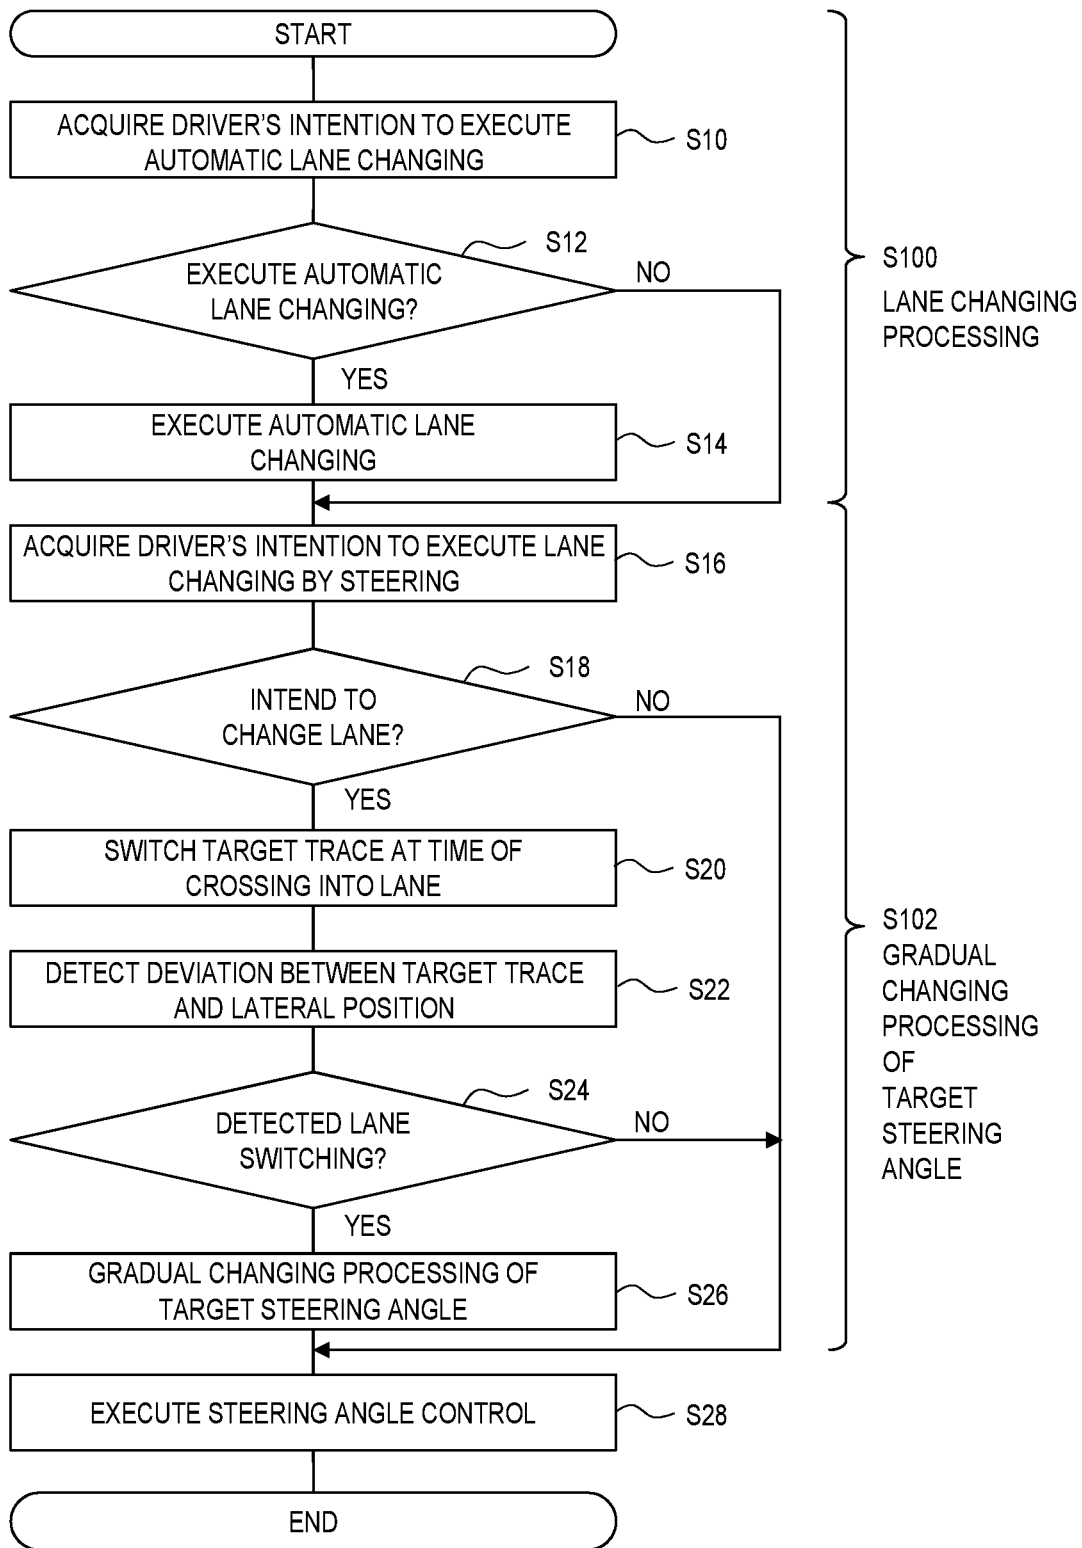 START
ACQUIRE DRIVER'S INTENTION TO EXECUTE
AUTOMATIC LANE CHANGING
S10
S12
EXECUTE AUTOMATIC
LANE CHANGING?
NO
YES
S100
LANE CHANGING
PROCESSING
EXECUTE AUTOMATIC LANE
CHANGING
S14
ACQUIRE DRIVER'S INTENTION TO EXECUTE LANE
CHANGING BY STEERING
S16
S18
INTEND TO
CHANGE LANE?
NO
YES
SWITCH TARGET TRACE AT TIME OF
CROSSING INTO LANE
S20
DETECT DEVIATION BETWEEN TARGET TRACE
AND LATERAL POSITION
S22
S102
GRADUAL
CHANGING
PROCESSING
OF
TARGET
STEERING
ANGLE
S24
DETECTED LANE
SWITCHING?
NO
YES
GRADUAL CHANGING PROCESSING OF
TARGET STEERING ANGLE
S26
EXECUTE STEERING ANGLE CONTROL
S28
END